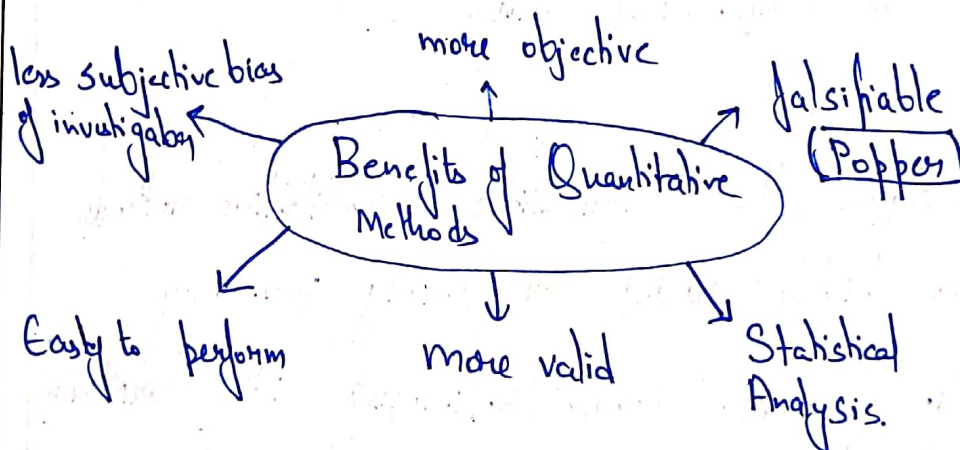 more objective
less subjective bias
of investigator
falsifiable
(Popper)
Benefits of Quantitative
Methods
Easly to perform
more valid
Statistical
Analysis.